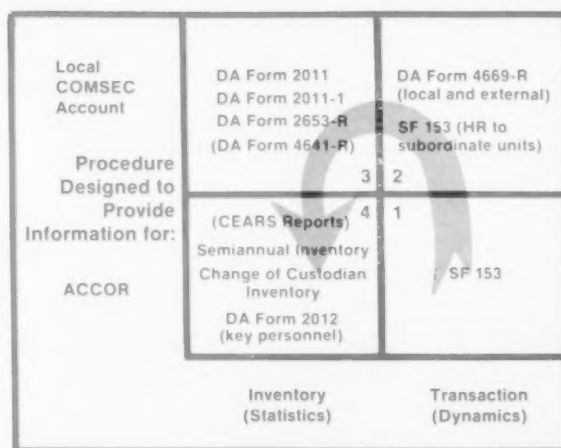 Local
COMSEC
Account
Procedure
Designed to
Provide
Information for:
ACCOR
DA Form 2011
DA Form 2011-1
DA Form 2653-R
(DA Form 4641-R)
3
DA Form 4669-R
(local and external)
SF 153 (HR to
subordinate units)
2
4
(CEARS Reports)
Semiannual Inventory
Change of Custodian
Inventory
DA Form 2012
(key personnel)
1
SF 153
Inventory
(Statistics)
Transaction
(Dynamics)